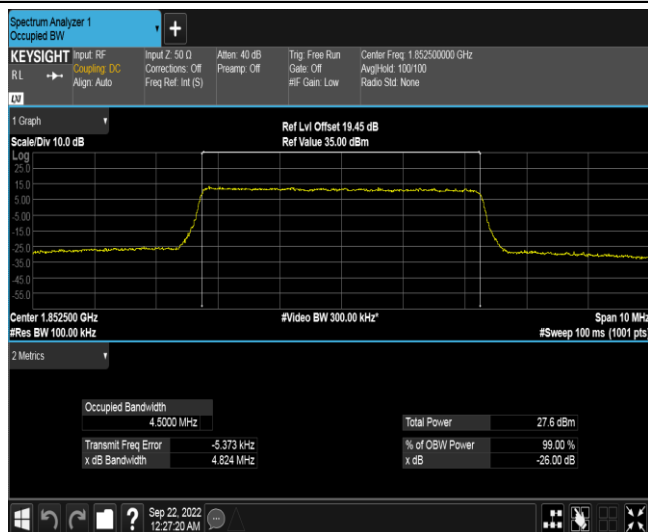 Spectrum Analyzer 1
Occupied BW
+
KEYSIGHT Input: RF Input Z: 50 Ω Atten: 40 dB Trig: Free Run Center Freq: 1.852500000 GHz
RL Coupling: DC Corrections: Off Preamp: Off Gate: Off Avg|Hold: 100/100
Align: Auto Freq Ref: Int (S) #IF Gain: Low Radio Std: None
LXI
1 Graph Ref Lvl Offset 19.45 dB
Scale/Div 10.0 dB Ref Value 35.00 dBm
Log
25.0
15.0
5.00
-5.00
-15.0
-25.0
-35.0
-45.0
-55.0
Center 1.852500 GHz #Video BW 300.00 kHz* Span 10 MHz
#Res BW 100.00 kHz #Sweep 100 ms (1001 pts)
2 Metrics
Occupied Bandwidth
4.5000 MHz Total Power 27.6 dBm
Transmit Freq Error -5.373 kHz % of OBW Power 99.00 %
x dB Bandwidth 4.824 MHz x dB -26.00 dB
? Sep 22, 2022
12:27:20 AM